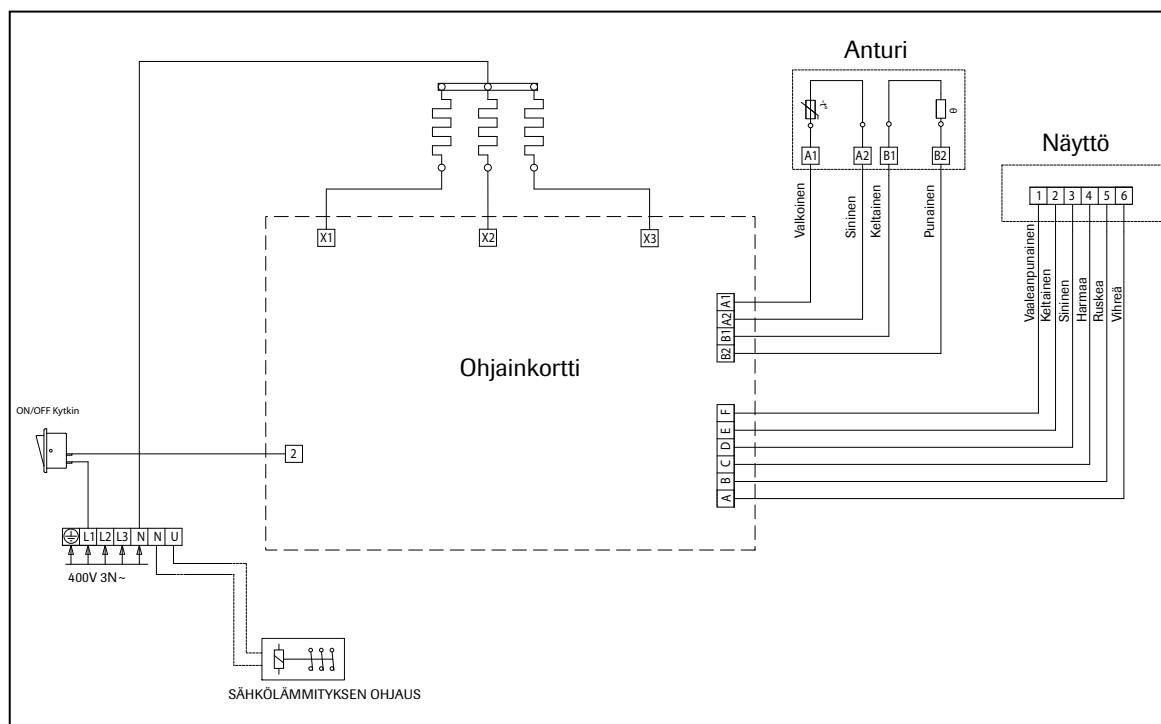 Anturi
A1 A2 B1 B2
Näyttö
1 2 3 4 5 6
Valkoinen
Sininen
Keltainen
Punainen
Vaaleanpunainen
Keltainen
Sininen
Harmaa
Ruskea
Vihreä
X1 X2 X3
A1
A2
B1
B2
Ohjainkortti
F
E
D
C
B
A
ON/OFF Kytkin
2
L1 L2 L3 N N U
400V 3N~
SÄHKÖLÄMMITYKSEN OHJAUS